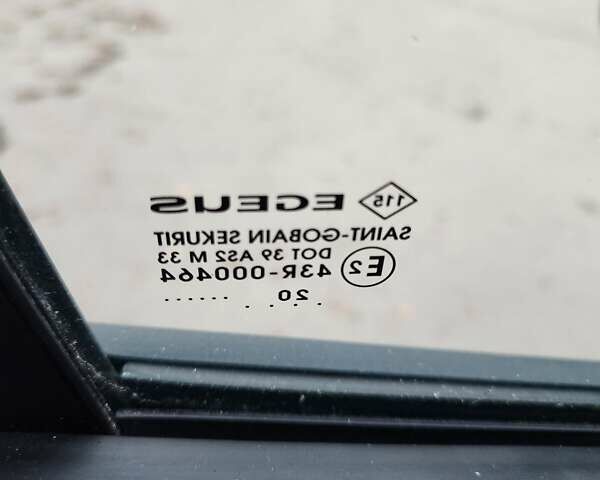 115 EGEUS
SAINT-GOBAIN SEKURIT
E2 DOT 39 AS2 M 33
43R-000464
. 20 . . . . . .
. . . .